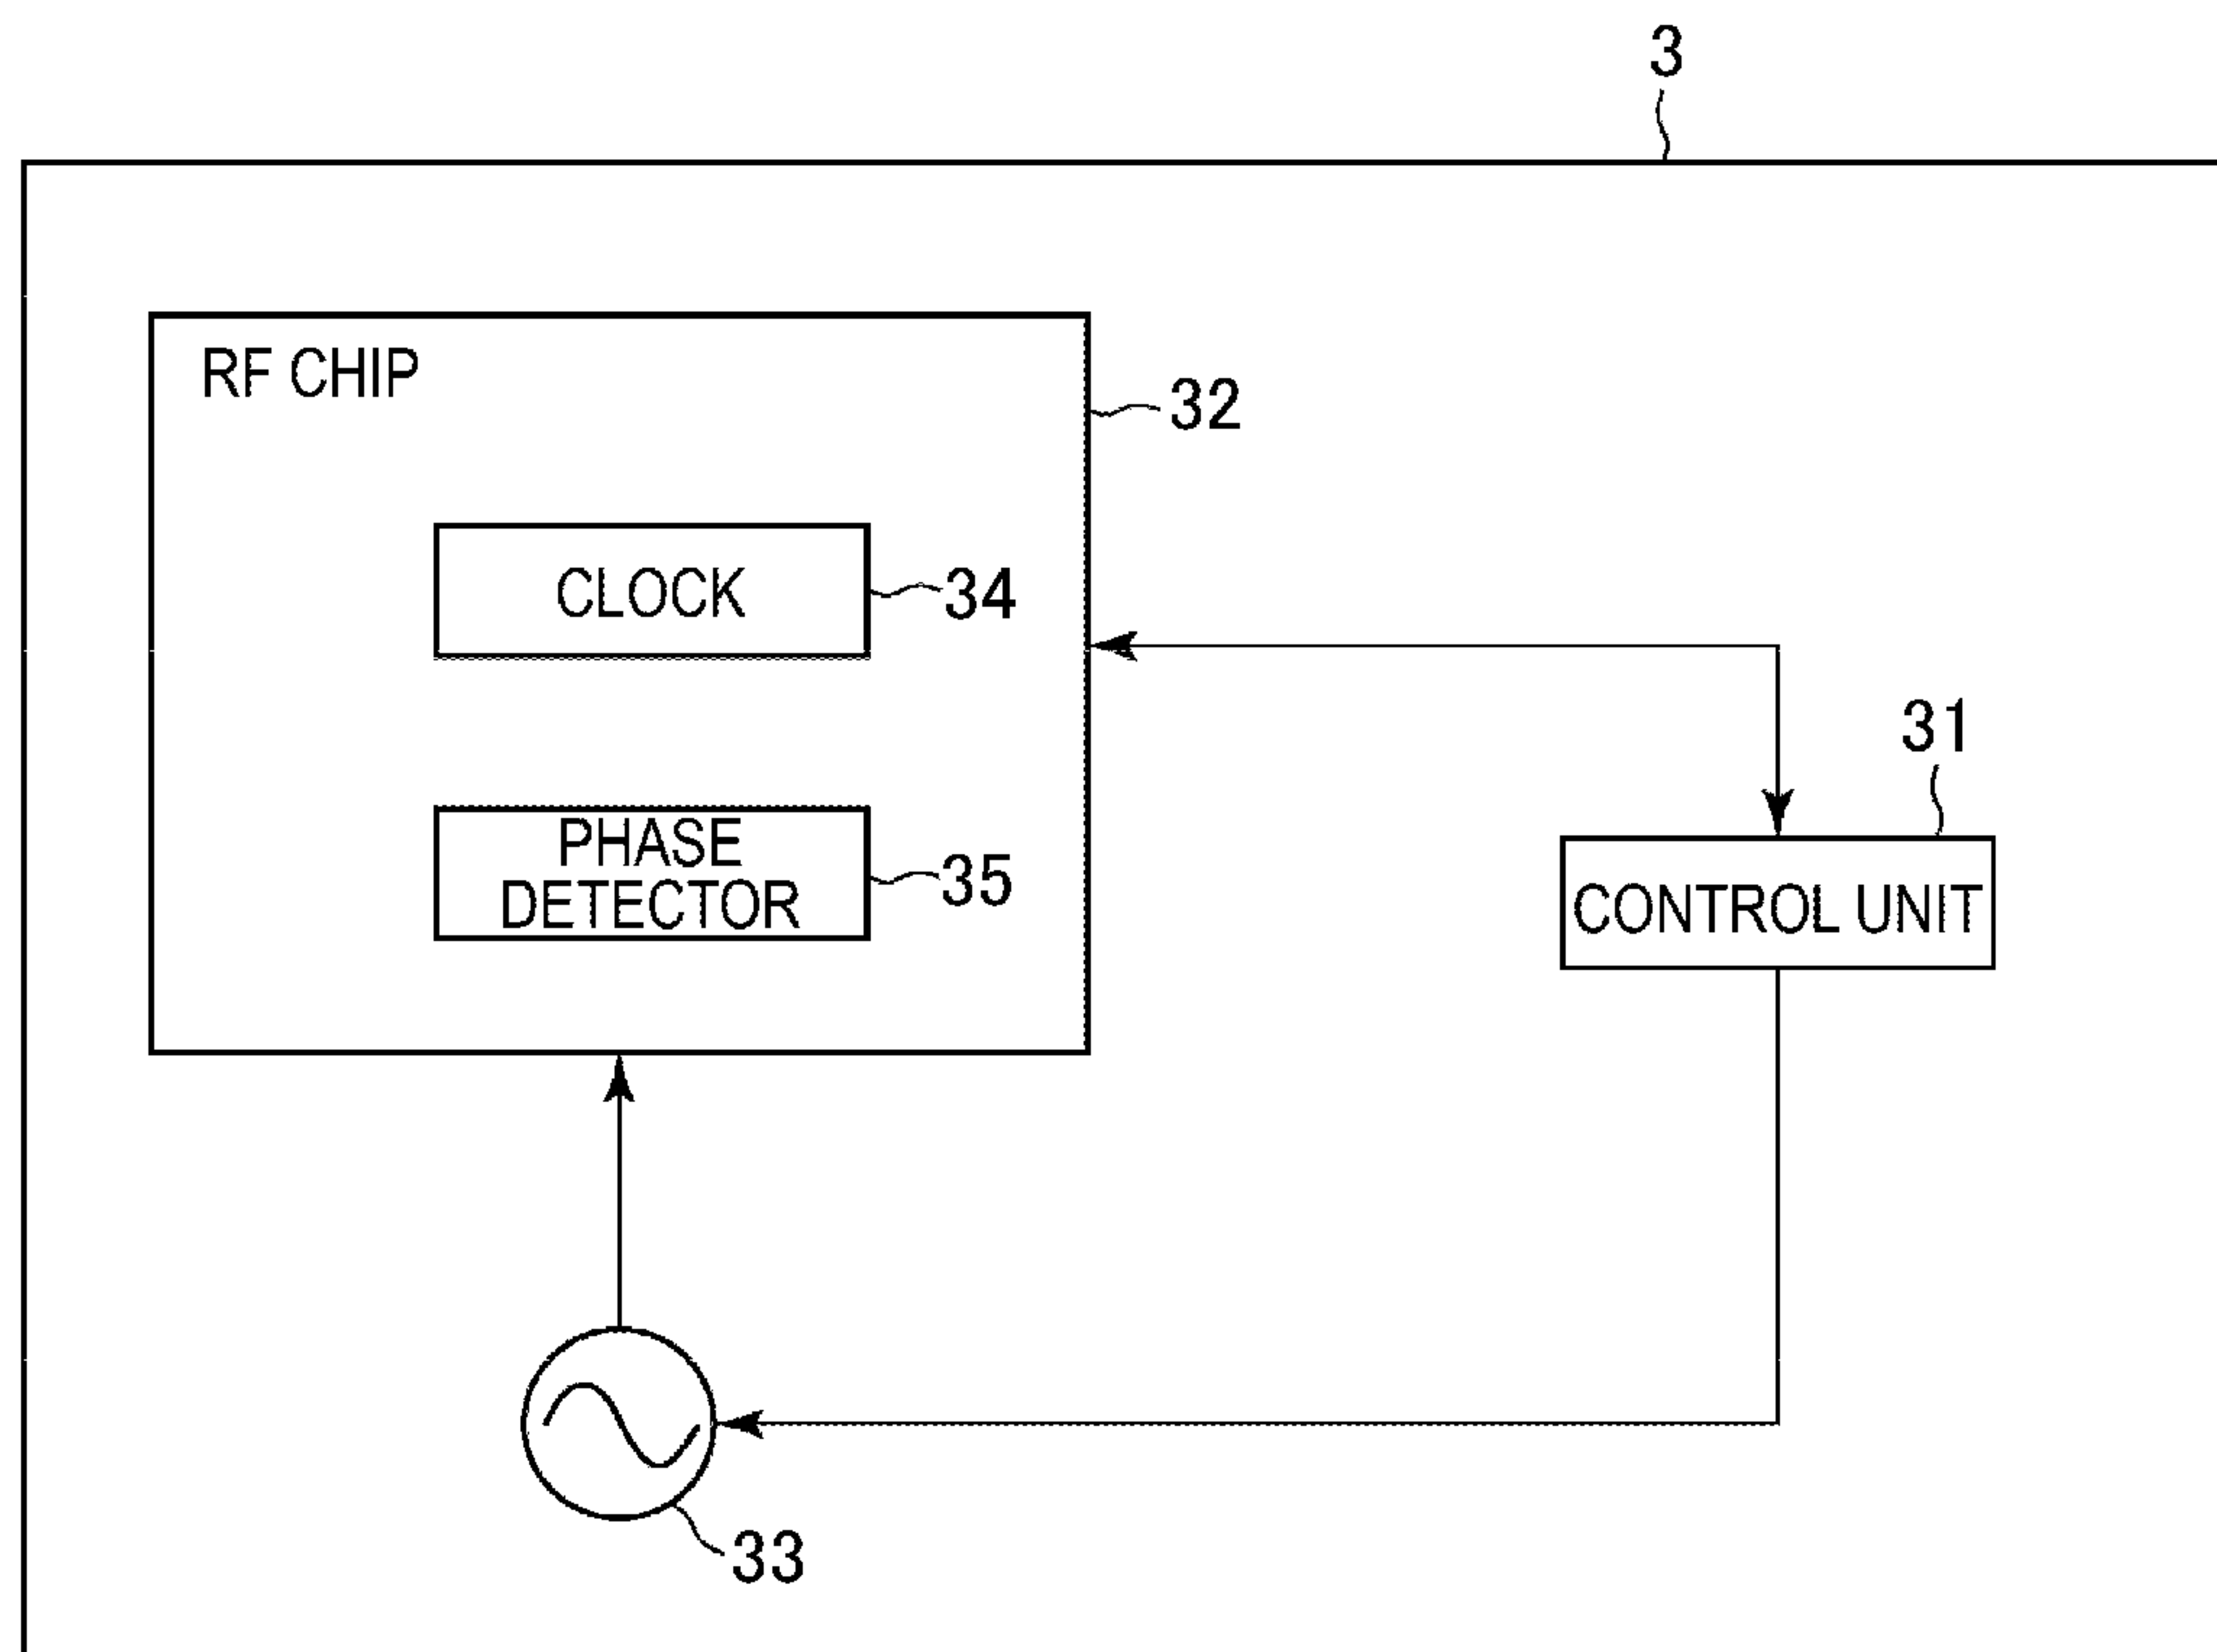 3
RF CHIP
32
CLOCK
34
31
PHASE
DETECTOR
35
CONTROL UNIT
33